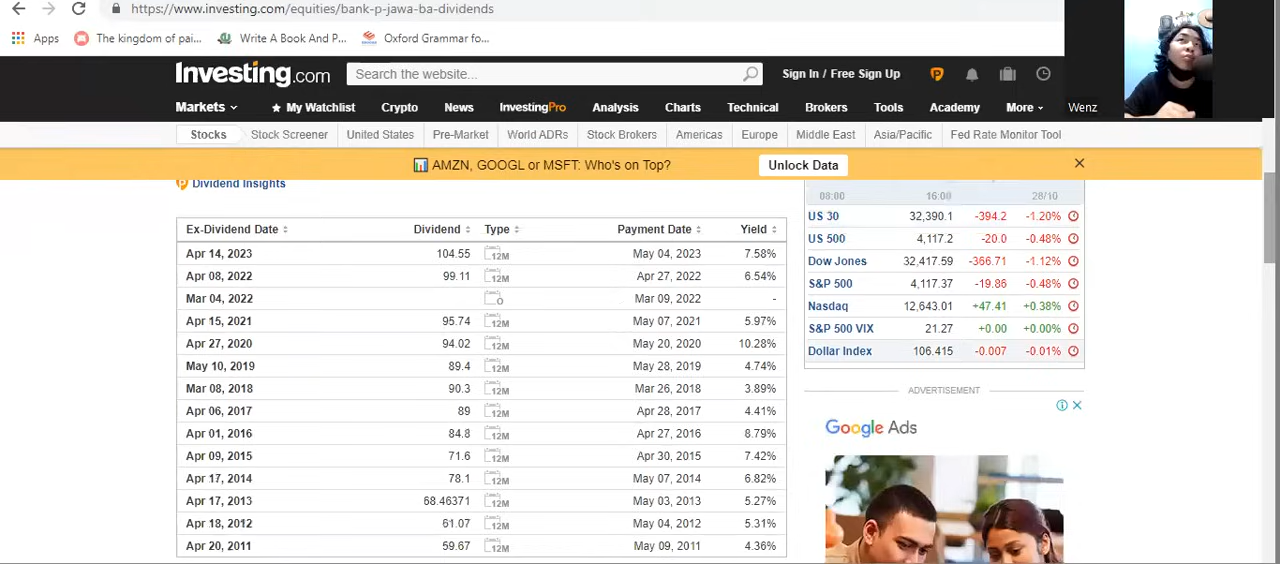 https://www.investing.com/equities/bank-p-jawa-ba-dividends
Apps The kingdom of pai... Write A Book And P... Oxford Grammar fo...
Investing.com Search the website... Sign In / Free Sign Up
Markets My Watchlist Crypto News InvestingPro Analysis Charts Technical Brokers Tools Academy More Wenz
Stocks Stock Screener United States Pre-Market World ADRs Stock Brokers Americas Europe Middle East Asia/Pacific Fed Rate Monitor Tool
AMZN, GOOGL or MSFT: Who's on Top? Unlock Data
Dividend Insights
Ex-Dividend Date Dividend Type Payment Date Yield
Apr 14, 2023 104.55 12M May 04, 2023 7.58%
Apr 08, 2022 99.11 12M Apr 27, 2022 6.54%
Mar 04, 2022 O Mar 09, 2022 -
Apr 15, 2021 95.74 12M May 07, 2021 5.97%
Apr 27, 2020 94.02 12M May 20, 2020 10.28%
May 10, 2019 89.4 12M May 28, 2019 4.74%
Mar 08, 2018 90.3 12M Mar 26, 2018 3.89%
Apr 06, 2017 89 12M Apr 28, 2017 4.41%
Apr 01, 2016 84.8 12M Apr 27, 2016 8.79%
Apr 09, 2015 71.6 12M Apr 30, 2015 7.42%
Apr 17, 2014 78.1 12M May 07, 2014 6.82%
Apr 17, 2013 68.46371 12M May 03, 2013 5.27%
Apr 18, 2012 61.07 12M May 04, 2012 5.31%
Apr 20, 2011 59.67 12M May 09, 2011 4.36%
08:00 16:00 28/10
US 30 32,390.1 -394.2 -1.20%
US 500 4,117.2 -20.0 -0.48%
Dow Jones 32,417.59 -366.71 -1.12%
S&P 500 4,117.37 -19.86 -0.48%
Nasdaq 12,643.01 +47.41 +0.38%
S&P 500 VIX 21.27 +0.00 +0.00%
Dollar Index 106.415 -0.007 -0.01%
ADVERTISEMENT
Google Ads